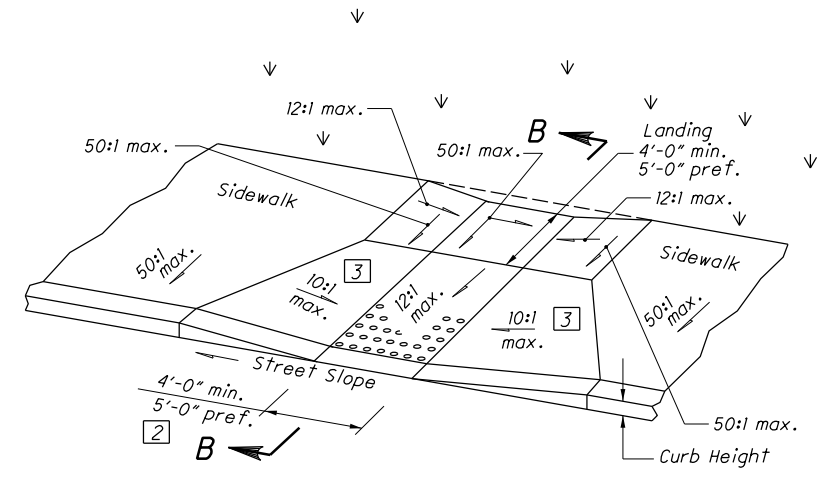 12:1 max.
50:1 max.
50:1 max.
B
Landing
4'-0" min.
5'-0" pref.
12:1 max.
Sidewalk
Sidewalk
50:1
max.
10:1
max.
3
12:1
max.
10:1
max.
3
50:1
max.
Street Slope
4'-0" min.
5'-0" pref.
2
B
50:1 max.
Curb Height